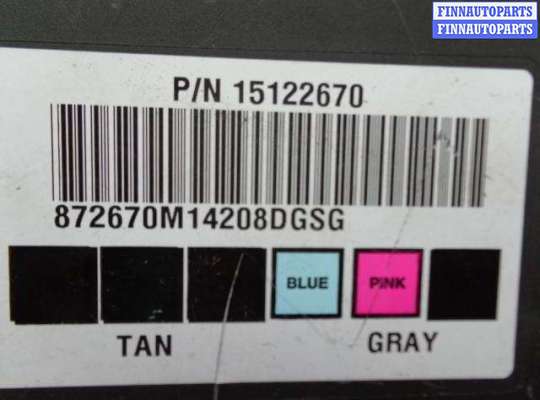 FINNAUTOPARTS
FINNAUTOPARTS
P/N 15122670
872670M14208DGSG
BLUE PINK
TAN GRAY